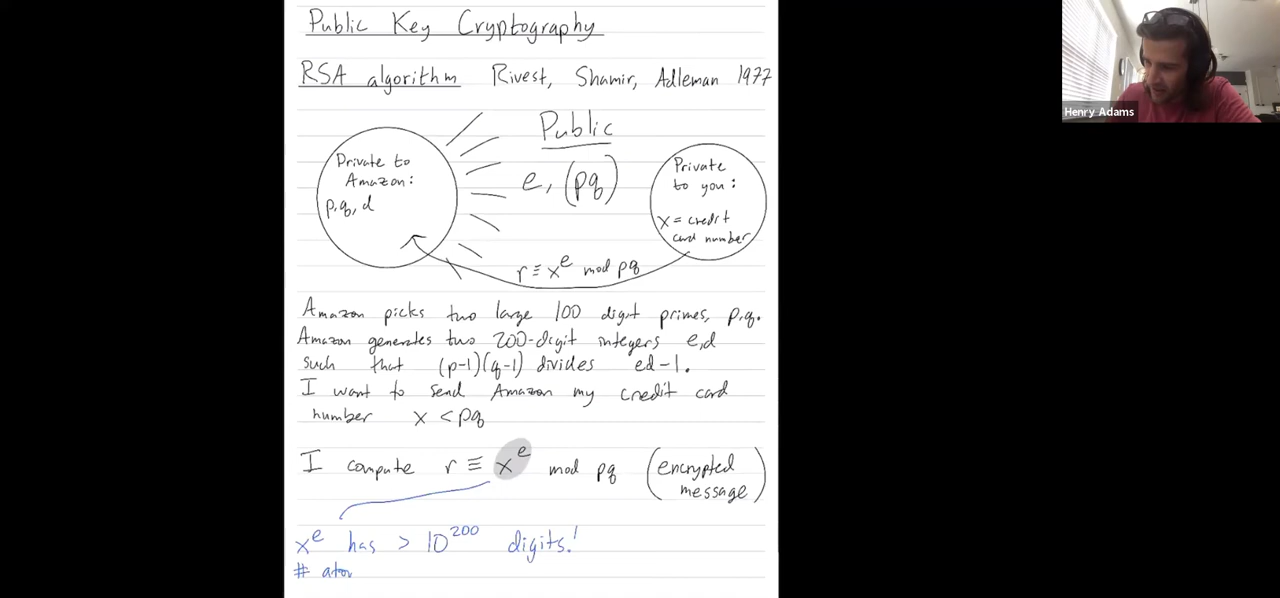 Public Key Cryptography
RSA algorithm Rivest, Shamir, Adleman 1977
Public
e, (pq)
Private to
Amazon:
p,q, d
Private
to you:
x = credit
card number
r ≡ x^e mod pq
Amazon picks two large 100 digit primes, p,q.
Amazon generates two 200-digit integers e,d
such that (p-1)(q-1) divides ed-1.
I want to send Amazon my credit card
number x < pq
I compute r ≡ x^e mod pq (encrypted
message)
x^e has > 10^200 digits!
# atom
Henry Adams